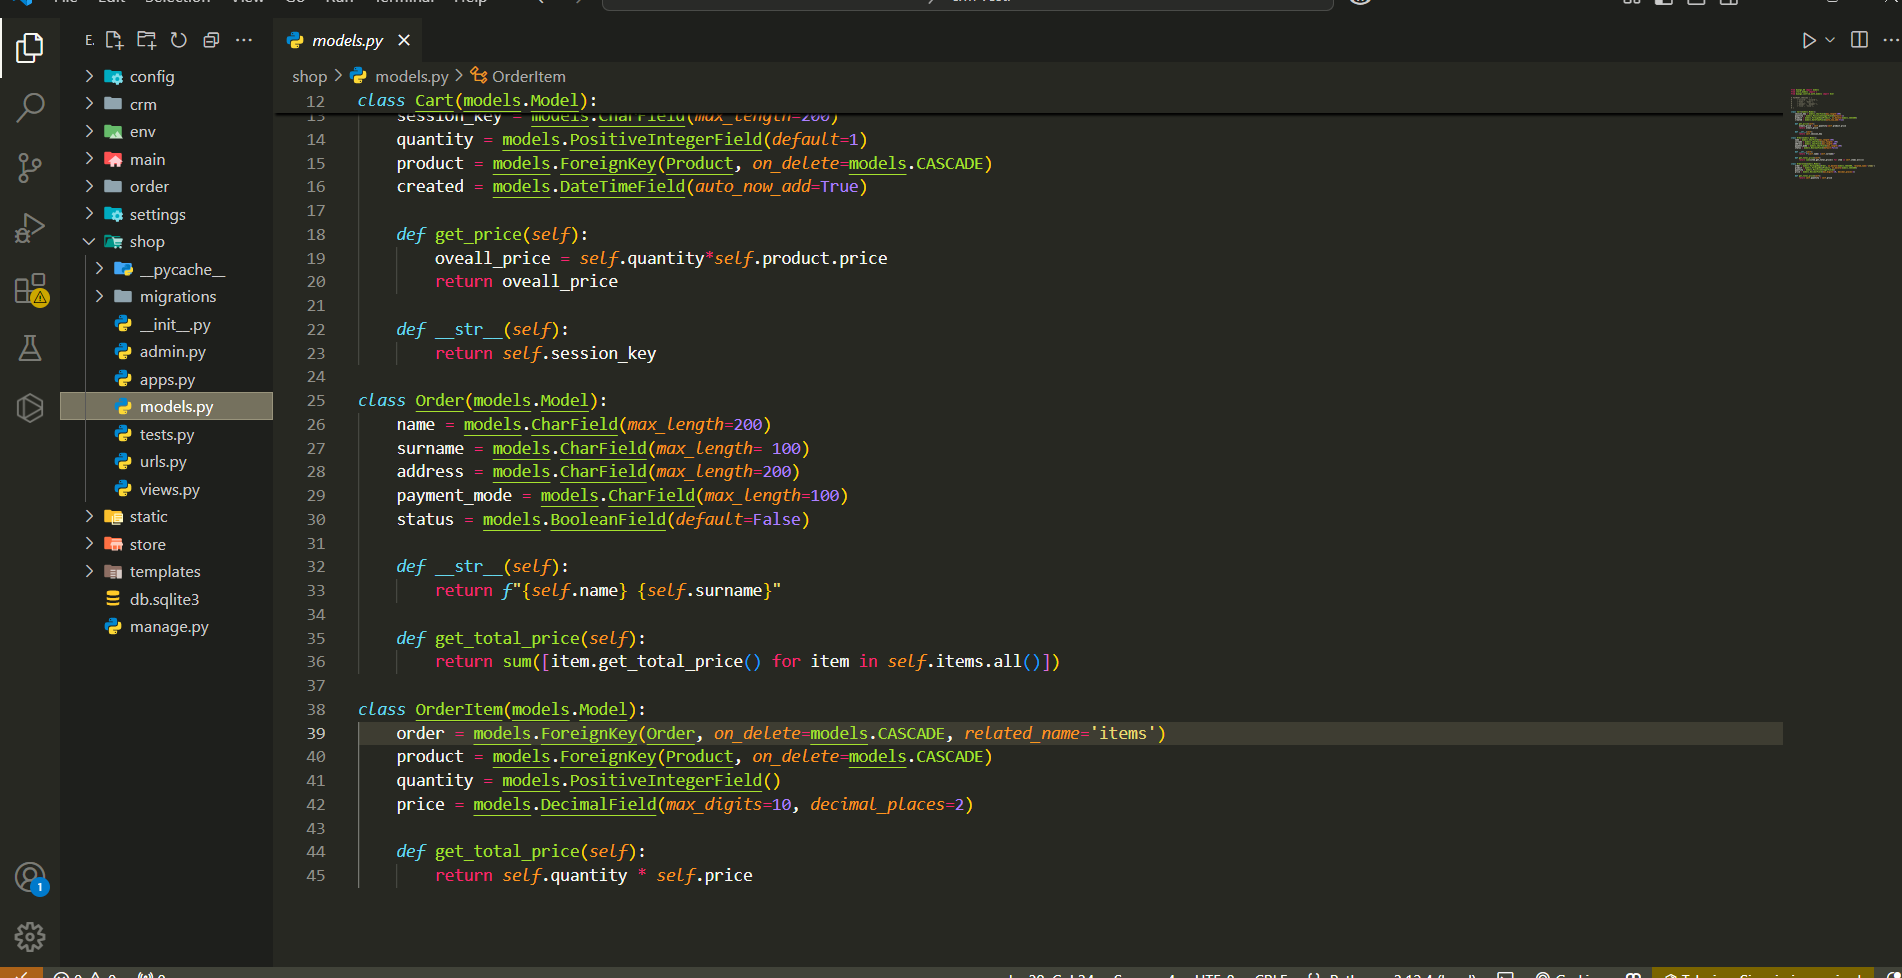 E.
config
crm
env
main
order
settings
shop
__pycache__
migrations
__init__.py
admin.py
apps.py
models.py
tests.py
urls.py
views.py
static
store
templates
db.sqlite3
manage.py
1
models.py
shop > models.py > OrderItem
12 class Cart(models.Model):
13 session_key = models.CharField(max_length=200)
14 quantity = models.PositiveIntegerField(default=1)
15 product = models.ForeignKey(Product, on_delete=models.CASCADE)
16 created = models.DateTimeField(auto_now_add=True)
17
18 def get_price(self):
19 oveall_price = self.quantity*self.product.price
20 return oveall_price
21
22 def __str__(self):
23 return self.session_key
24
25 class Order(models.Model):
26 name = models.CharField(max_length=200)
27 surname = models.CharField(max_length= 100)
28 address = models.CharField(max_length=200)
29 payment_mode = models.CharField(max_length=100)
30 status = models.BooleanField(default=False)
31
32 def __str__(self):
33 return f"{self.name} {self.surname}"
34
35 def get_total_price(self):
36 return sum([item.get_total_price() for item in self.items.all()])
37
38 class OrderItem(models.Model):
39 order = models.ForeignKey(Order, on_delete=models.CASCADE, related_name='items')
40 product = models.ForeignKey(Product, on_delete=models.CASCADE)
41 quantity = models.PositiveIntegerField()
42 price = models.DecimalField(max_digits=10, decimal_places=2)
43
44 def get_total_price(self):
45 return self.quantity * self.price